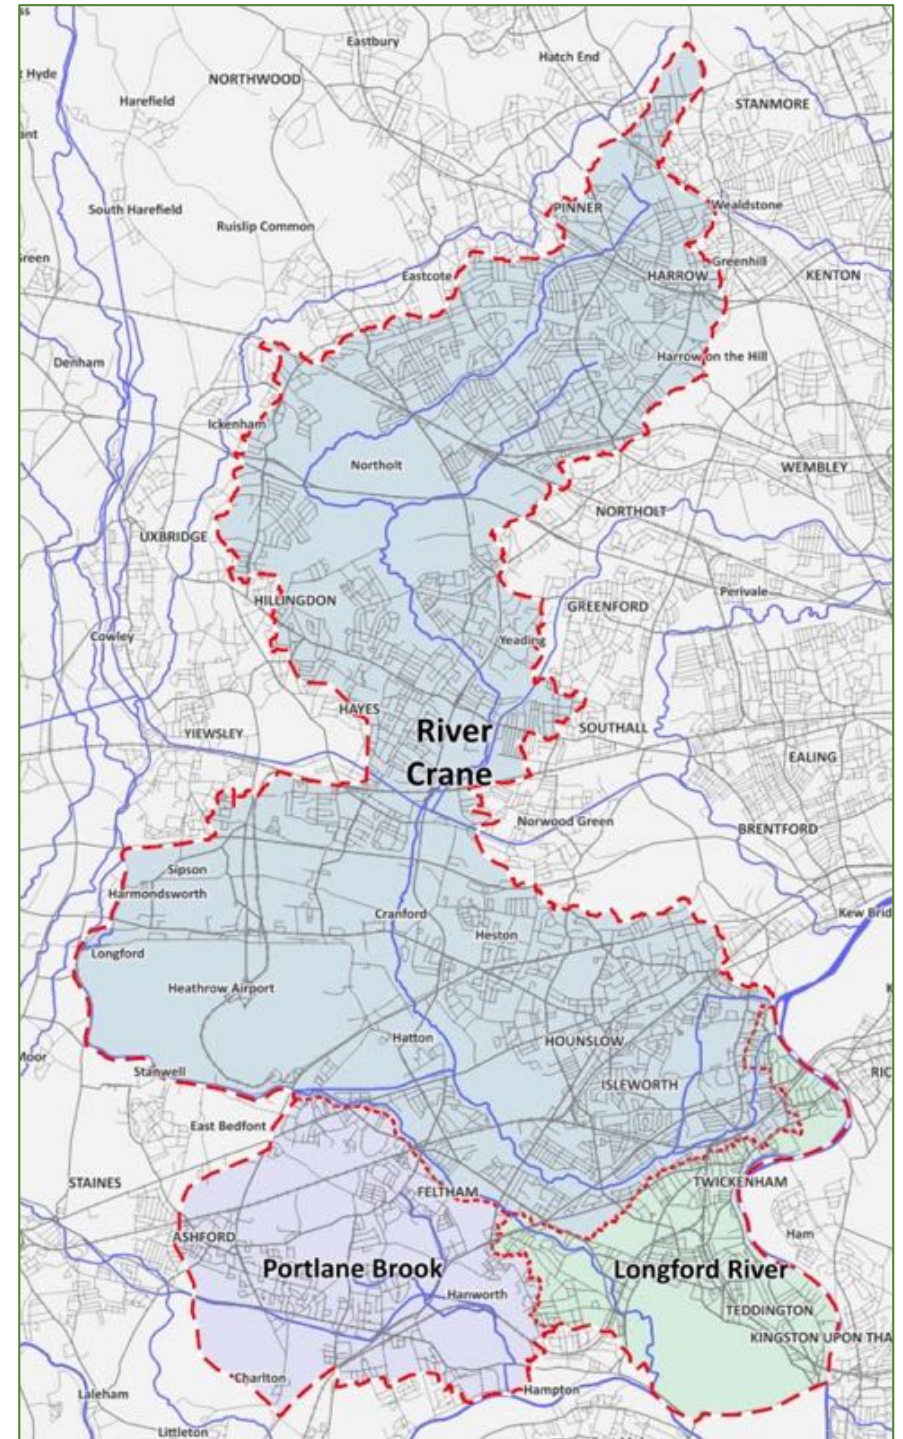 Eastbury
Hatch End
Hyde
NORTHWOOD
Harefield
STANMORE
South Harefield
PINNER
Wealdstone
Ruislip Common
Greenhill
Eastcote
HARROW
KENTON
Denham
Harrow on the Hill
Ickenham
Northolt
WEMBLEY
NORTHOLT
UXBRIDGE
Perivale
HILLINGDON
GREENFORD
Cowley
Yeading
HAYES
River
Crane
SOUTHALL
YIEWSLEY
EALING
Norwood Green
BRENTFORD
Sipson
Harmondsworth
Cranford
Kew Brid
Heston
Longford
Heathrow Airport
Hatton
HOUNSLOW
Moor
Stanwell
RIC
ISLEWORTH
East Bedfont
STAINES
FELTHAM
TWICKENHAM
ASHFORD
Ham
Portlane Brook
Longford River
Hanworth
TEDDINGTON
KINGSTON UPON THA
Charlton
Hampton
Laleham
Littleton